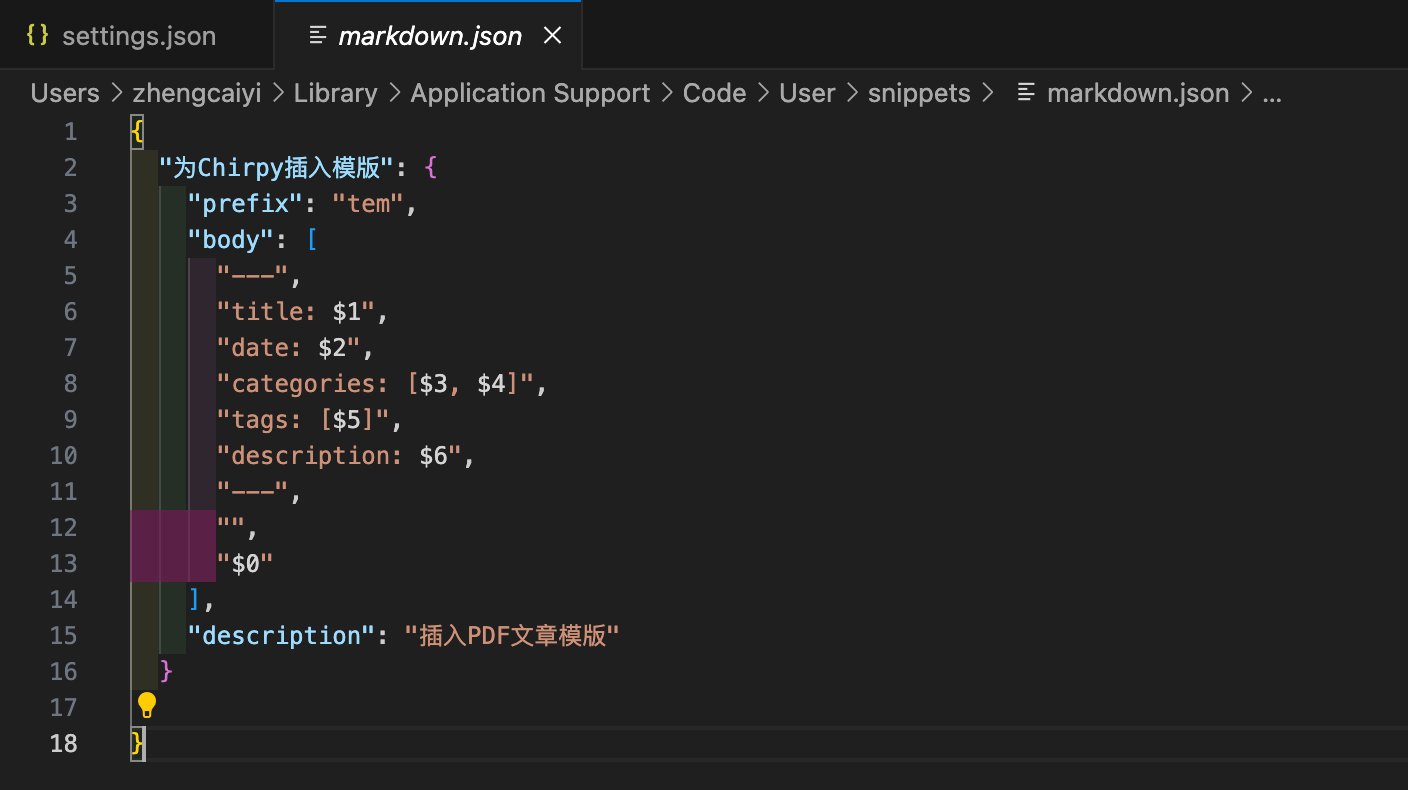 {} settings.json markdown.json ×
Users > zhengcaiyi > Library > Application Support > Code > User > snippets > markdown.json > ...
1 {
2 "为Chirpy插入模版": {
3 "prefix": "tem",
4 "body": [
5 "---",
6 "title: $1",
7 "date: $2",
8 "categories: [$3, $4]",
9 "tags: [$5]",
10 "description: $6",
11 "---",
12 "",
13 "$0"
14 ],
15 "description": "插入PDF文章模版"
16 }
17
18 }